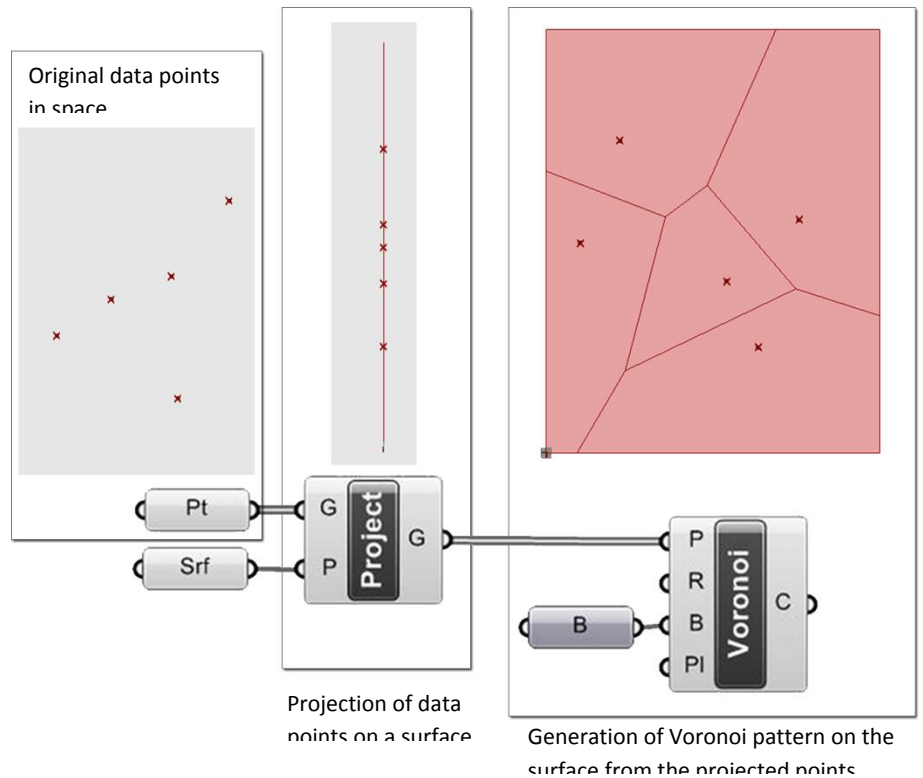 Original data points
in space
Pt
Srf
G
P
Project
G
Projection of data
points on a surface
B
P
R
B
Pl
Voronoi
C
Generation of Voronoi pattern on the
surface from the projected points